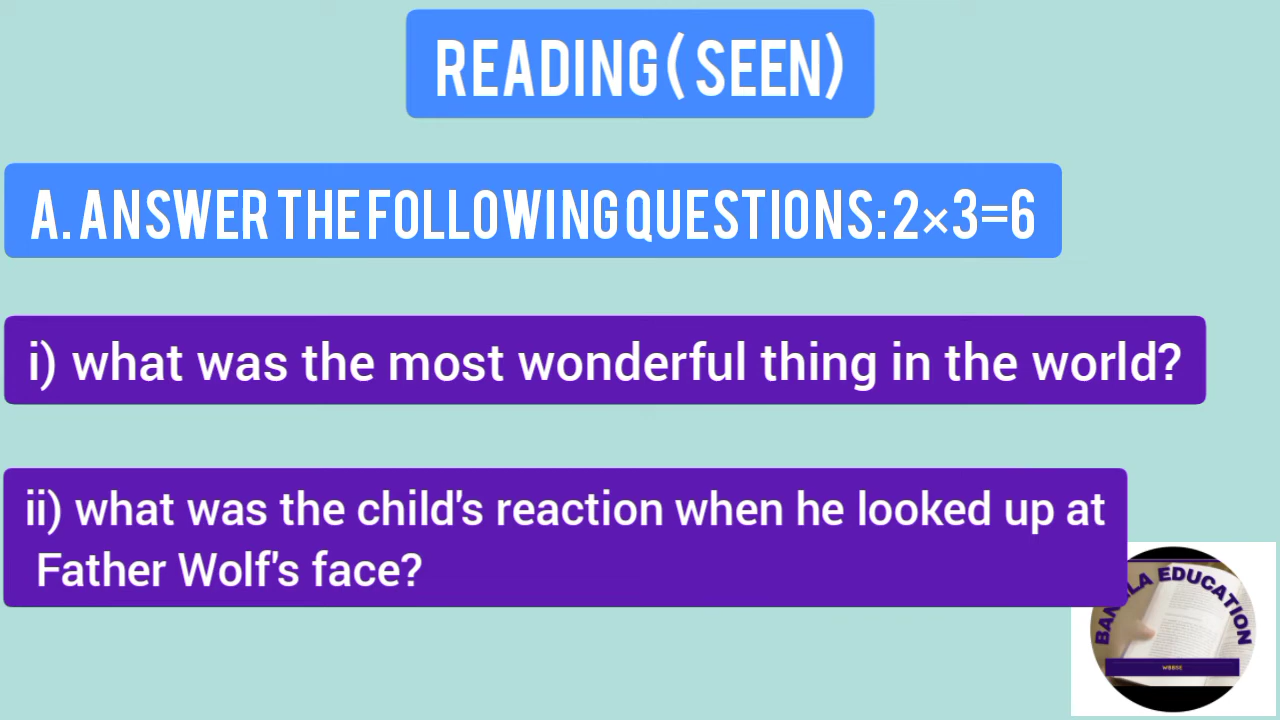 READING ( SEEN)
A. ANSWER THE FOLLOWING QUESTIONS: 2×3=6
i) what was the most wonderful thing in the world?
ii) what was the child's reaction when he looked up at
Father Wolf's face?
EDUCATION
WBBSE